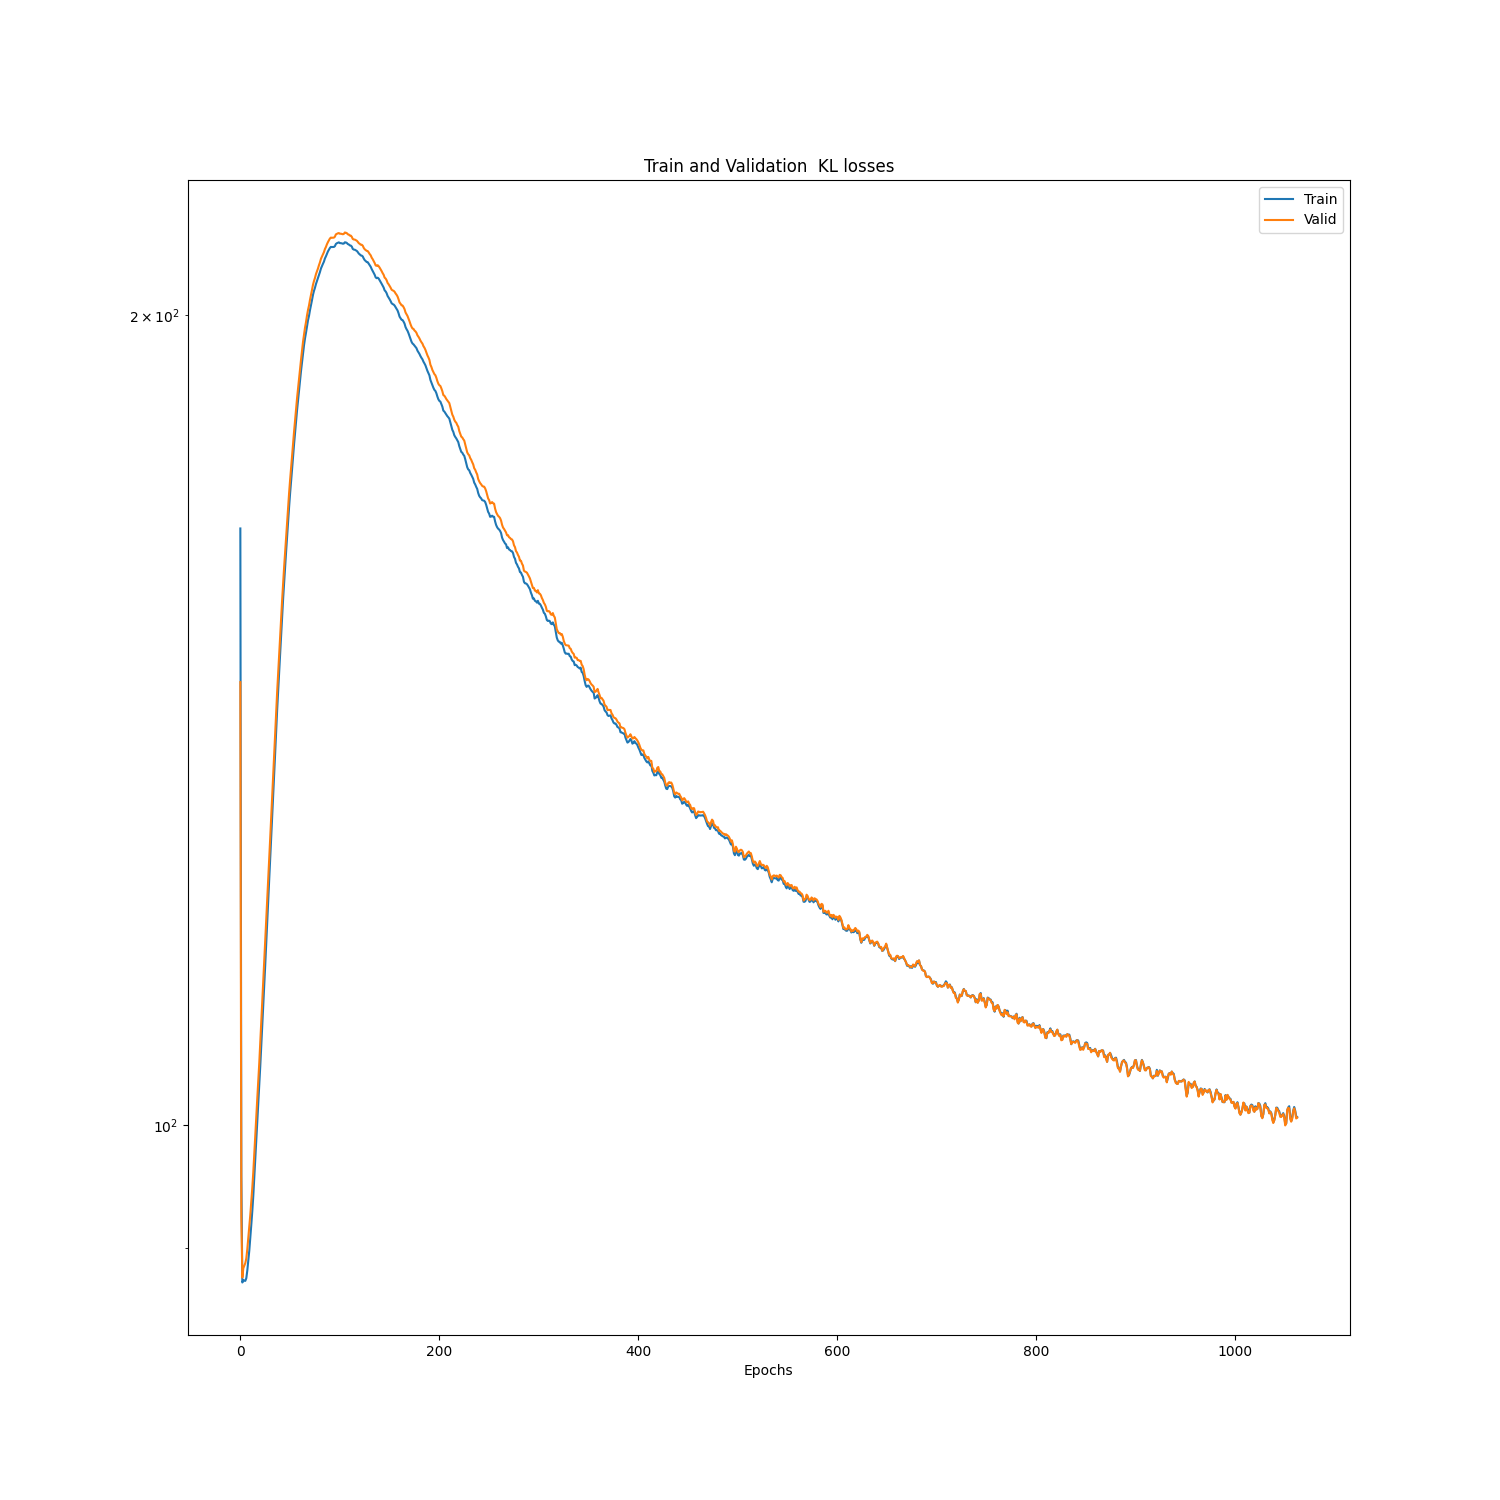 Train and Validation  KL losses
Train
Valid
2 × 10²
10²
0 200 400 600 800 1000
Epochs